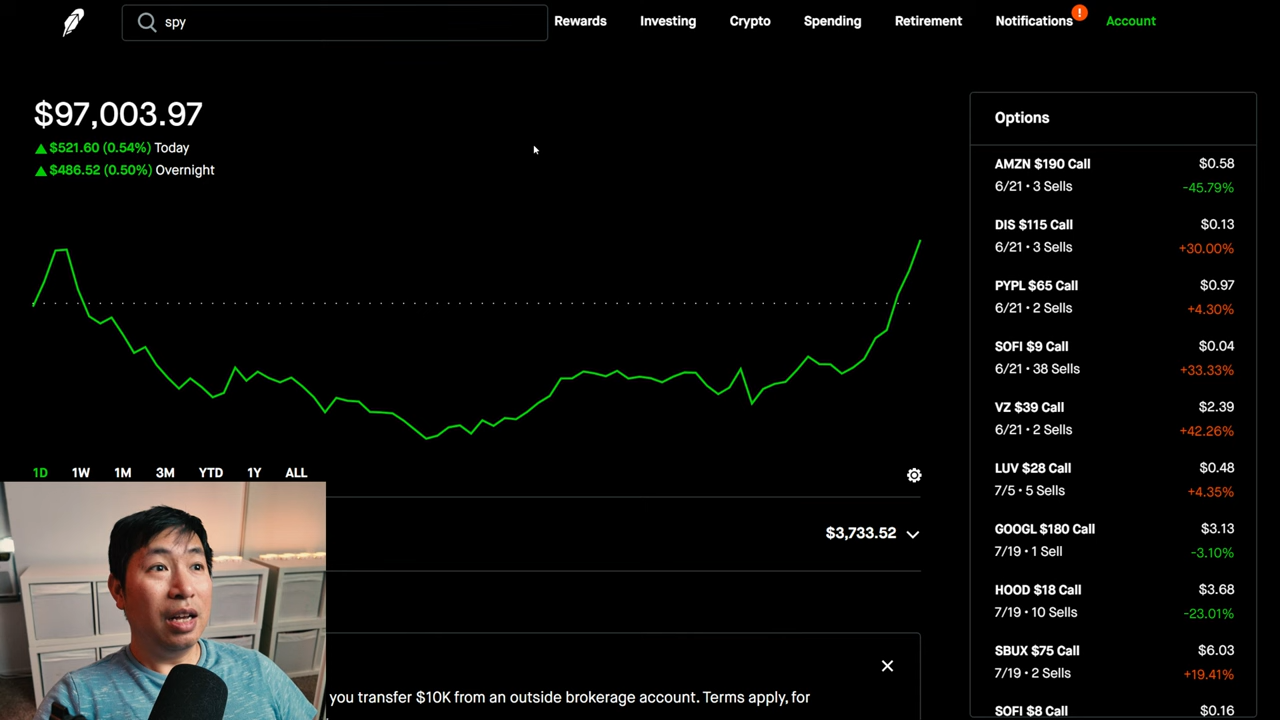 spy
Rewards
Investing
Crypto
Spending
Retirement
Notifications
!
Account
$97,003.97
$521.60 (0.54%) Today
$486.52 (0.50%) Overnight
1D
1W
1M
3M
YTD
1Y
ALL
$3,733.52
you transfer $10K from an outside brokerage account. Terms apply, for
Options
AMZN $190 Call $0.58
6/21 • 3 Sells -45.79%
DIS $115 Call $0.13
6/21 • 3 Sells +30.00%
PYPL $65 Call $0.97
6/21 • 2 Sells +4.30%
SOFI $9 Call $0.04
6/21 • 38 Sells +33.33%
VZ $39 Call $2.39
6/21 • 2 Sells +42.26%
LUV $28 Call $0.48
7/5 • 5 Sells +4.35%
GOOGL $180 Call $3.13
7/19 • 1 Sell -3.10%
HOOD $18 Call $3.68
7/19 • 10 Sells -23.01%
SBUX $75 Call $6.03
7/19 • 2 Sells +19.41%
SOFI $8 Call $0.16